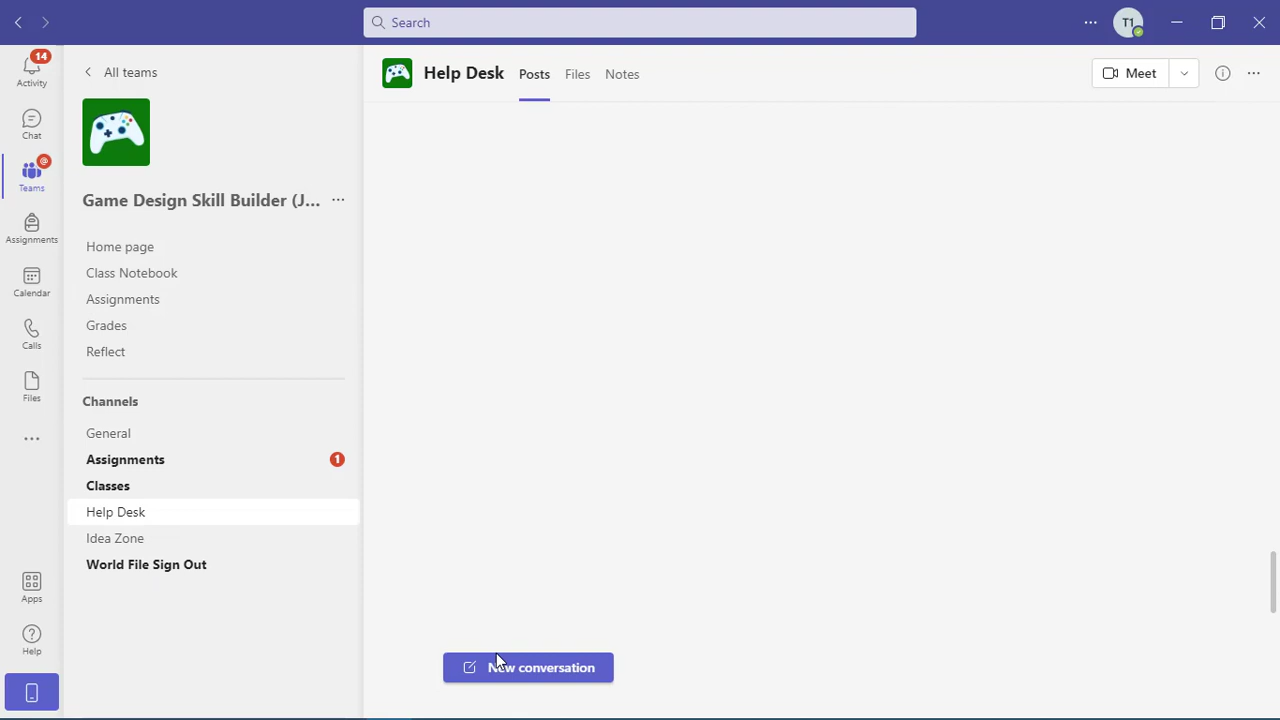 Search
T1
14
Activity
Chat
@
Teams
Assignments
Calendar
Calls
Files
Apps
Help
All teams
Game Design Skill Builder (J...
Home page
Class Notebook
Assignments
Grades
Reflect
Channels
General
Assignments 1
Classes
Help Desk
Idea Zone
World File Sign Out
Help Desk Posts Files Notes
Meet
New conversation